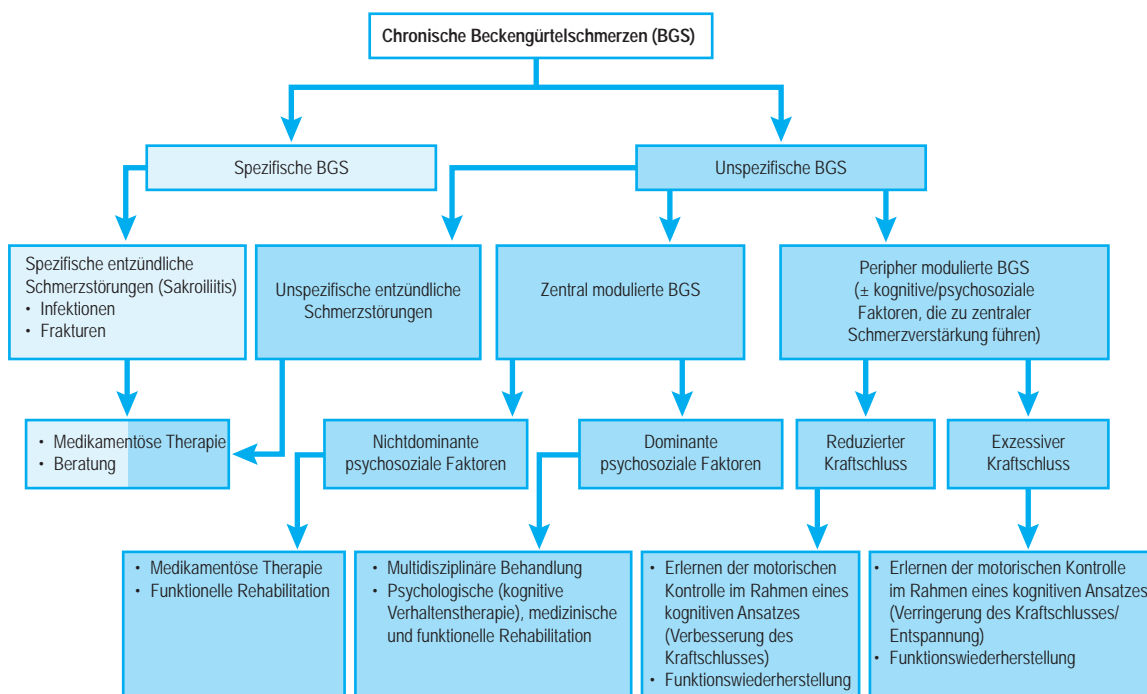 Chronische Beckengürtelschmerzen (BGS)
Spezifische BGS
Unspezifische BGS
Spezifische entzündliche
Schmerzstörungen (Sakroiliitis)
• Infektionen
• Frakturen
Unspezifische entzündliche
Schmerzstörungen
Zentral modulierte BGS
Peripher modulierte BGS
(± kognitive/psychosoziale
Faktoren, die zu zentraler
Schmerzverstärkung führen)
• Medikamentöse Therapie
• Beratung
Nichtdominante
psychosoziale Faktoren
Dominante
psychosoziale Faktoren
Reduzierter
Kraftschluss
Exzessiver
Kraftschluss
• Medikamentöse Therapie
• Funktionelle Rehabilitation
• Multidisziplinäre Behandlung
• Psychologische (kognitive
Verhaltenstherapie), medizinische
und funktionelle Rehabilitation
• Erlernen der motorischen
Kontrolle im Rahmen eines
kognitiven Ansatzes
(Verbesserung des
Kraftschlusses)
• Funktionswiederherstellung
• Erlernen der motorischen Kontrolle
im Rahmen eines kognitiven Ansatzes
(Verringerung des Kraftschlusses/
Entspannung)
• Funktionswiederherstellung